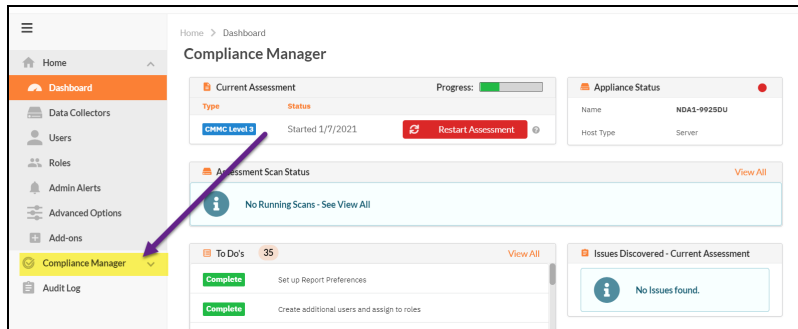 Home > Dashboard
Compliance Manager
Home
Dashboard
Data Collectors
Users
Roles
Admin Alerts
Advanced Options
Add-ons
Compliance Manager
Audit Log
Current Assessment Progress:
Type Status
CMMC Level 3 Started 1/7/2021 Restart Assessment
Appliance Status
Name NDA1-9925DU
Host Type Server
Assessment Scan Status View All
No Running Scans - See View All
To Do's 35 View All
Complete Set up Report Preferences
Complete Create additional users and assign to roles
Issues Discovered - Current Assessment
No Issues found.